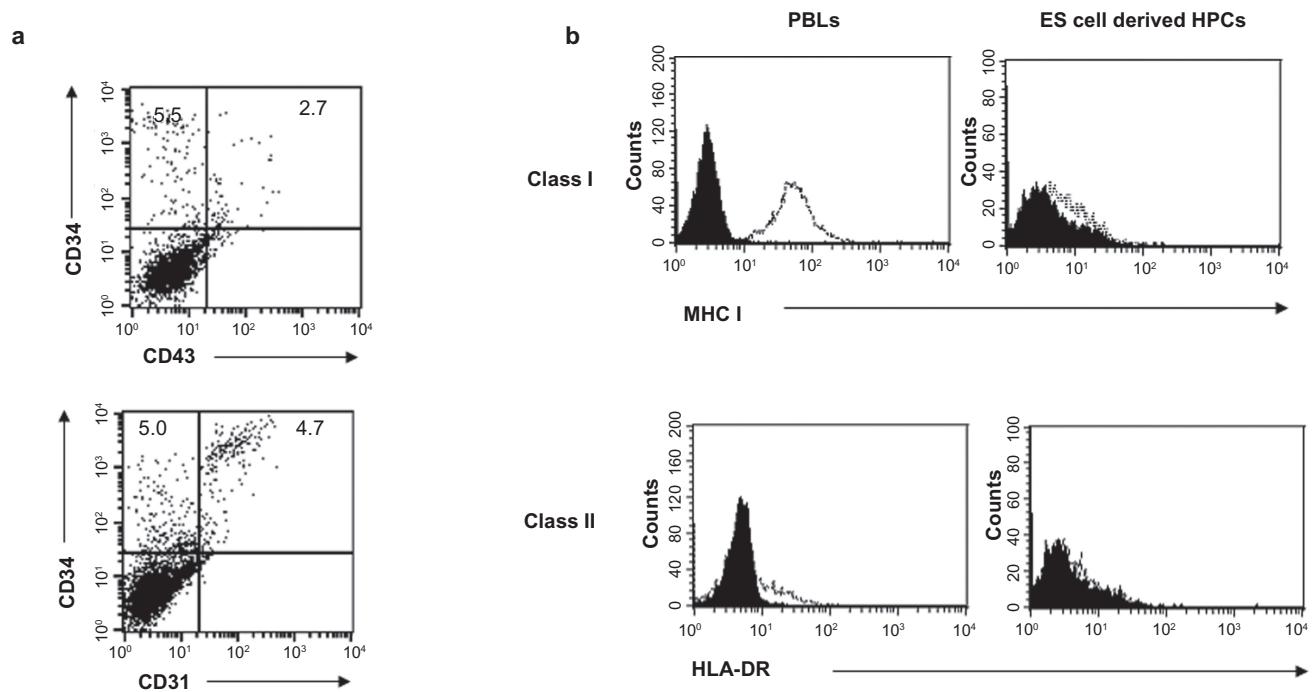 a
5.5 2.7
CD34
10⁴
10³
10²
10¹
10⁰
10⁰ 10¹ 10² 10³ 10⁴
CD43
5.0 4.7
CD34
10⁴
10³
10²
10¹
10⁰
10⁰ 10¹ 10² 10³ 10⁴
CD31
b
PBLs ES cell derived HPCs
Class I
Counts
200
160
120
80
40
0
10⁰ 10¹ 10² 10³ 10⁴
Counts
100
80
60
40
20
0
10⁰ 10¹ 10² 10³ 10⁴
MHC I
Class II
Counts
200
160
120
80
40
0
10⁰ 10¹ 10² 10³ 10⁴
Counts
100
80
60
40
20
0
10⁰ 10¹ 10² 10³ 10⁴
HLA-DR